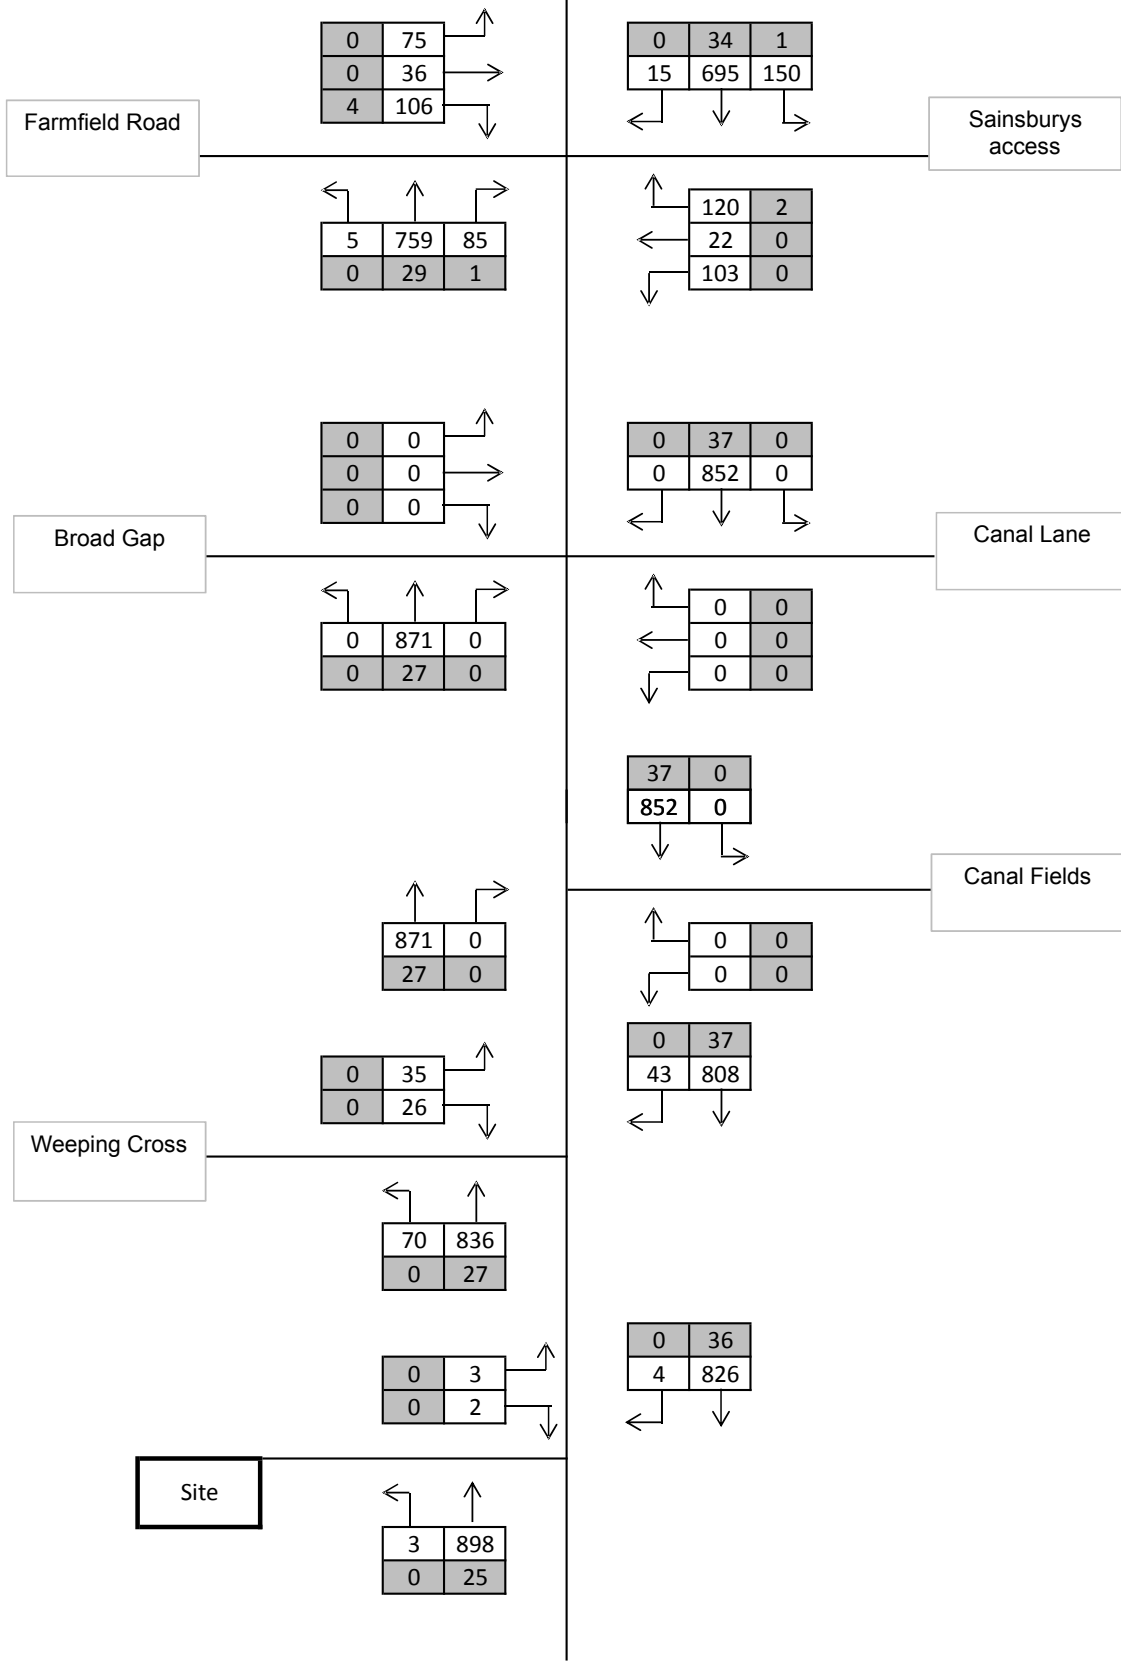 0 75
0 36
4 106
0 34 1
15 695 150
Farmfield Road
Sainsburys
access
5 759 85
0 29 1
120 2
22 0
103 0
0 0
0 0
0 0
0 37 0
0 852 0
Broad Gap
Canal Lane
0 871 0
0 27 0
0 0
0 0
0 0
37 0
852 0
Canal Fields
871 0
27 0
0 0
0 0
0 35
0 26
0 37
43 808
Weeping Cross
70 836
0 27
0 3
0 2
0 36
4 826
Site
3 898
0 25